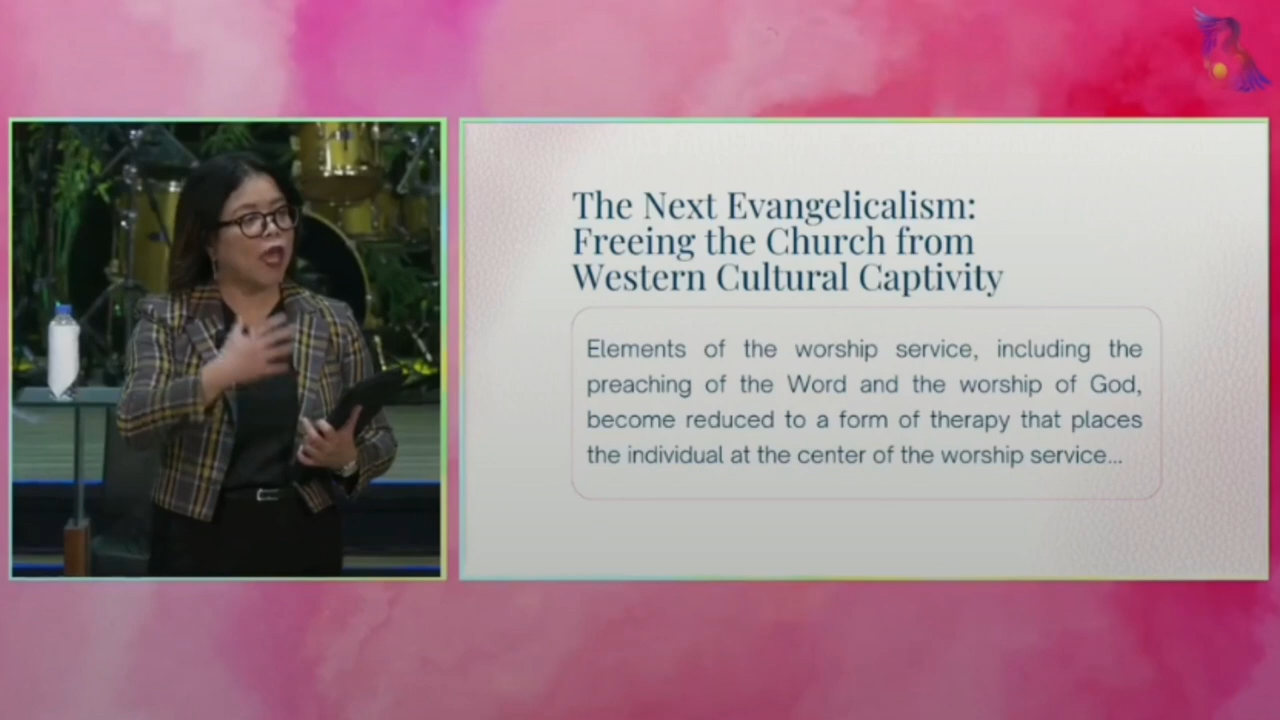 The Next Evangelicalism:
Freeing the Church from
Western Cultural Captivity
Elements of the worship service, including the
preaching of the Word and the worship of God,
become reduced to a form of therapy that places
the individual at the center of the worship service...